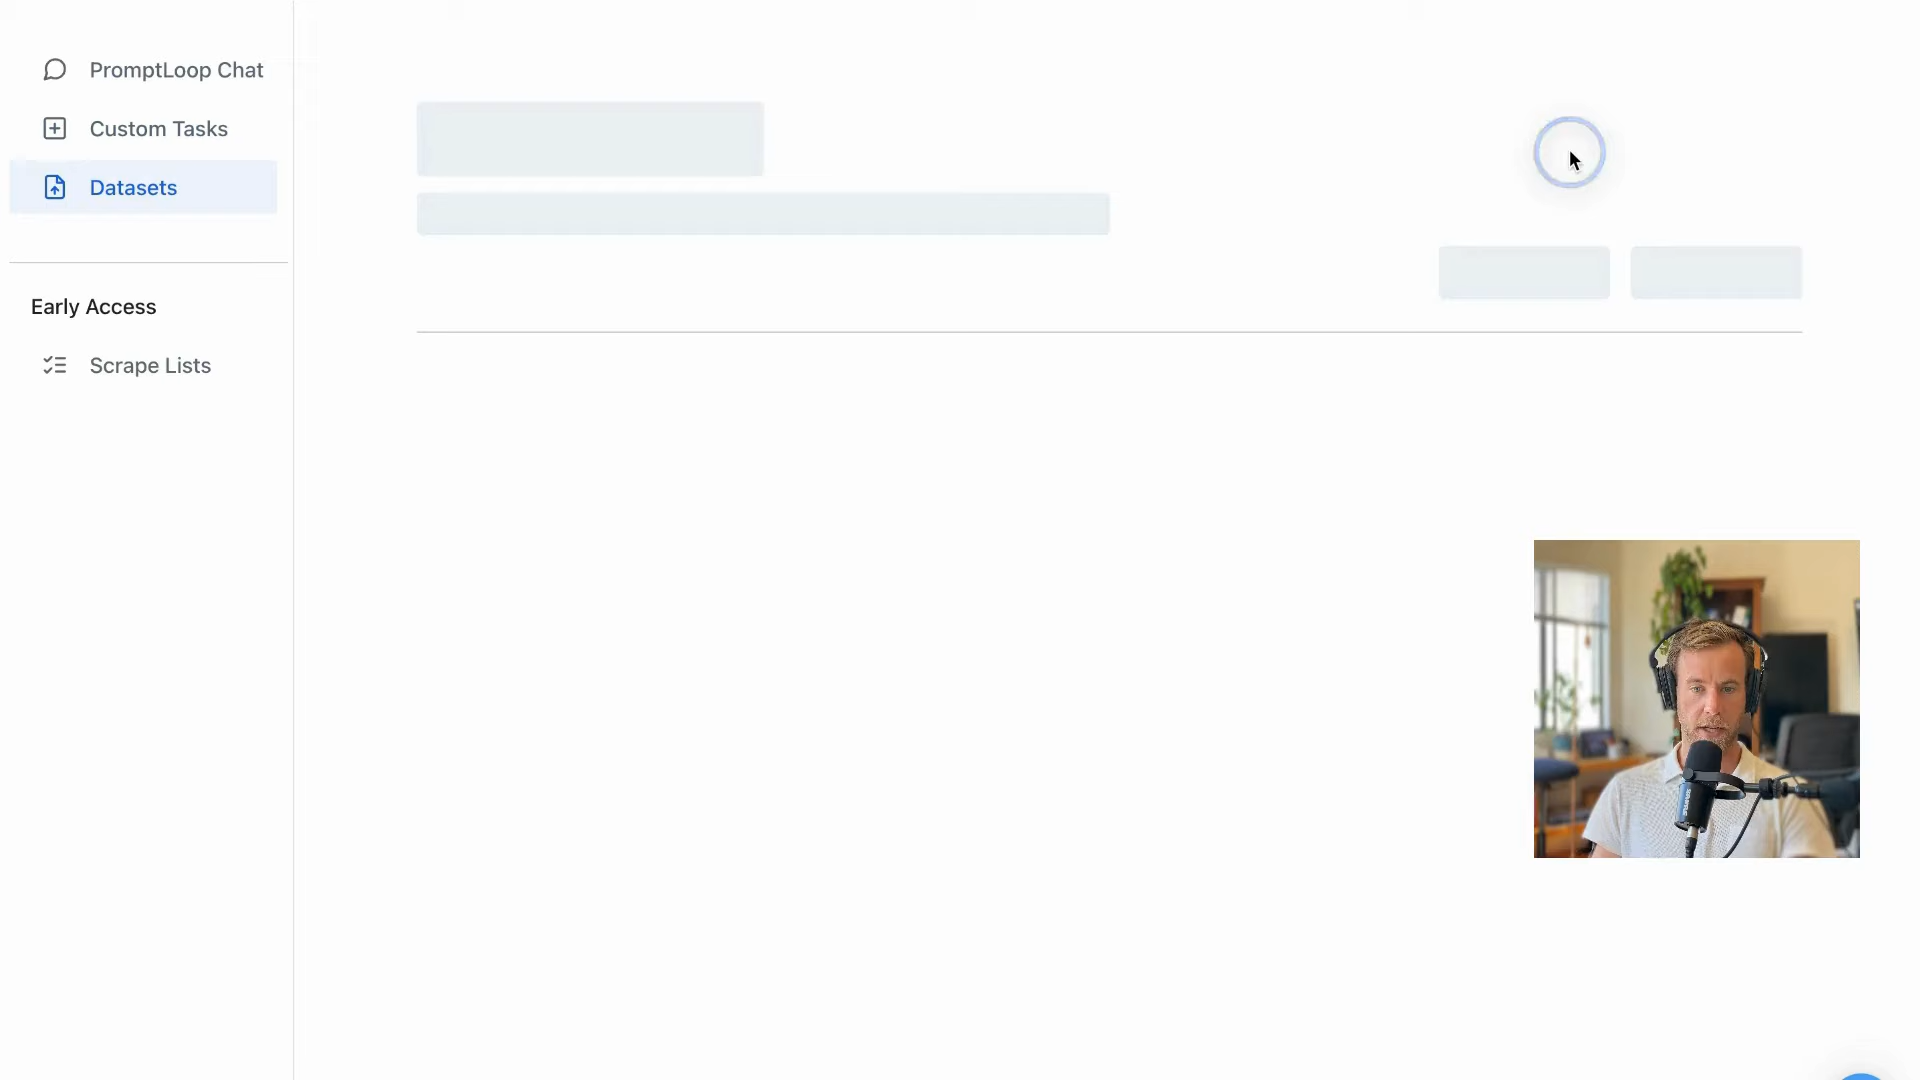 PromptLoop Chat
Custom Tasks
Datasets
Early Access
Scrape Lists